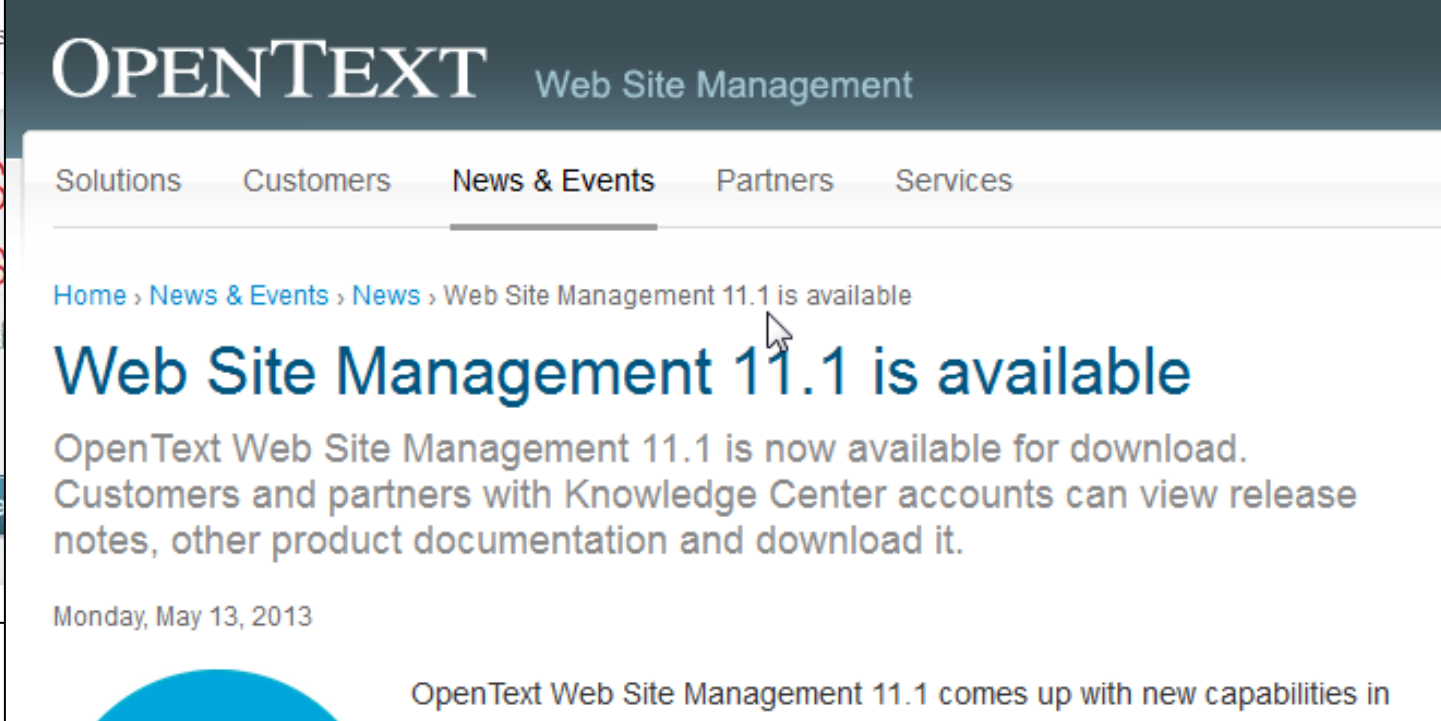 OPENTEXT Web Site Management
Solutions Customers News & Events Partners Services
Home › News & Events › News › Web Site Management 11.1 is available
Web Site Management 11.1 is available
OpenText Web Site Management 11.1 is now available for download.
Customers and partners with Knowledge Center accounts can view release
notes, other product documentation and download it.
Monday, May 13, 2013
OpenText Web Site Management 11.1 comes up with new capabilities in